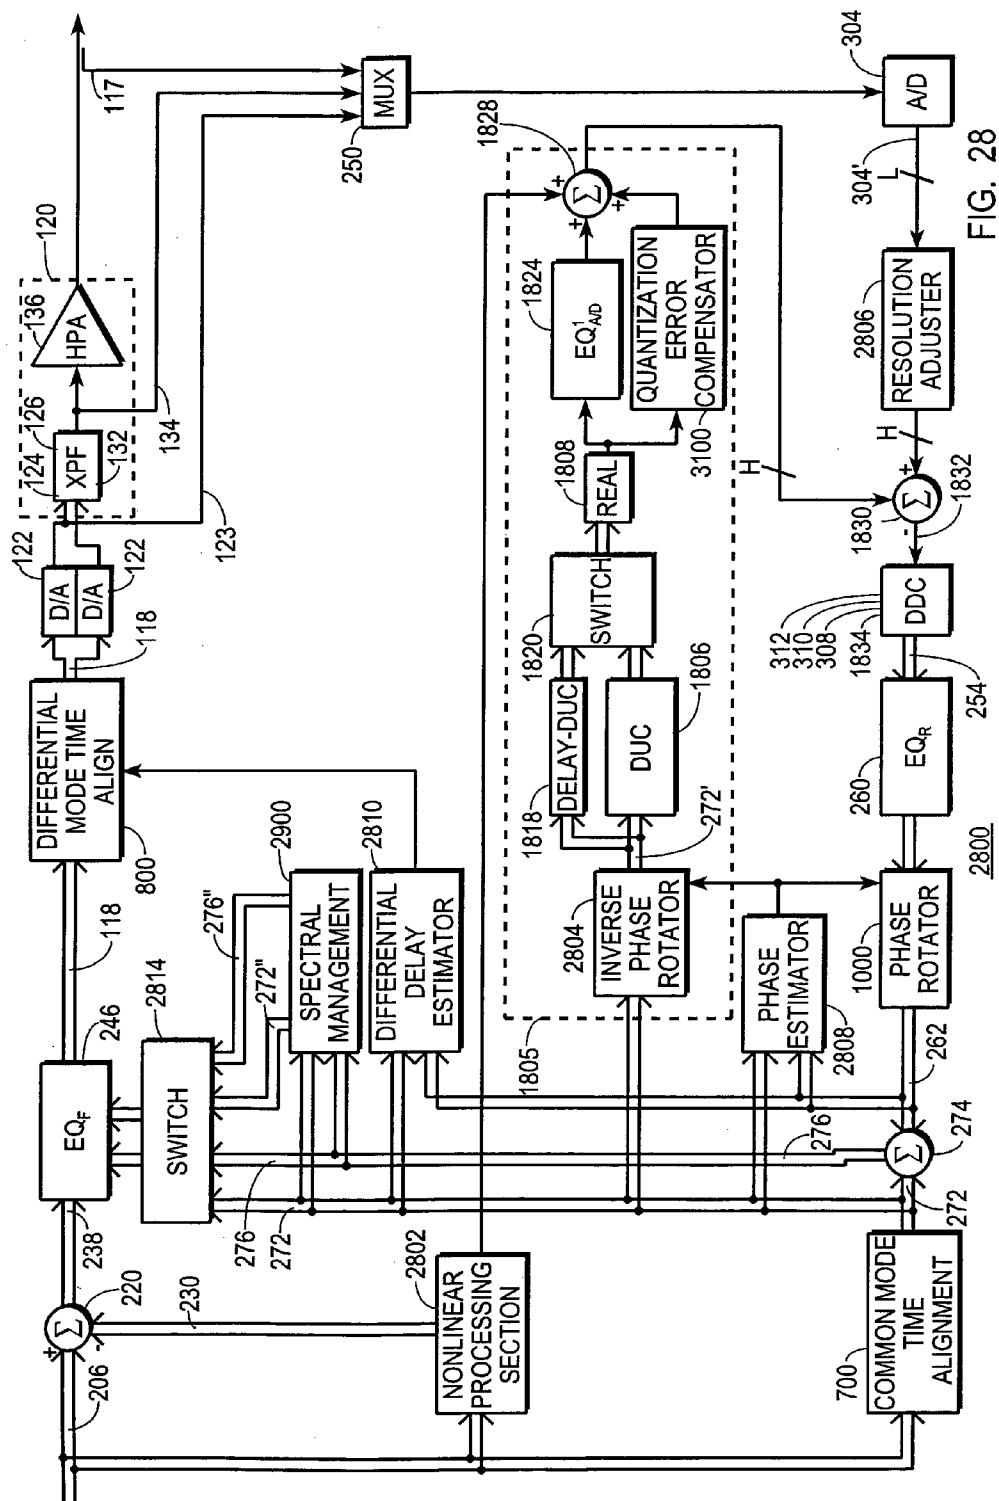 206
+
-
Σ
220
238
230
EQF
246
118
DIFFERENTIAL
MODE TIME
ALIGN
800
118
122
D/A
D/A
122
124
126
XPF
132
136
HPA
120
134
123
117
MUX
250
SWITCH
2814
276"
272"
276
272
SPECTRAL
MANAGEMENT
2900
DIFFERENTIAL
DELAY
ESTIMATOR
2810
NONLINEAR
PROCESSING
SECTION
2802
1805
INVERSE
PHASE
ROTATOR
2804
272'
1818
DELAY-DUC
DUC
1806
1820
SWITCH
REAL
1808
EQ¹A/D
1824
QUANTIZATION
ERROR
COMPENSATOR
3100
+
+
+
Σ
1828
H
PHASE
ESTIMATOR
2808
700
COMMON MODE
TIME
ALIGNMENT
272
276
Σ
274
262
1000
PHASE
ROTATOR
260
EQR
254
312
310
308
1834
DDC
1830
Σ
+
-
1832
H
2806
RESOLUTION
ADJUSTER
L
304'
A/D
304
2800
FIG. 28